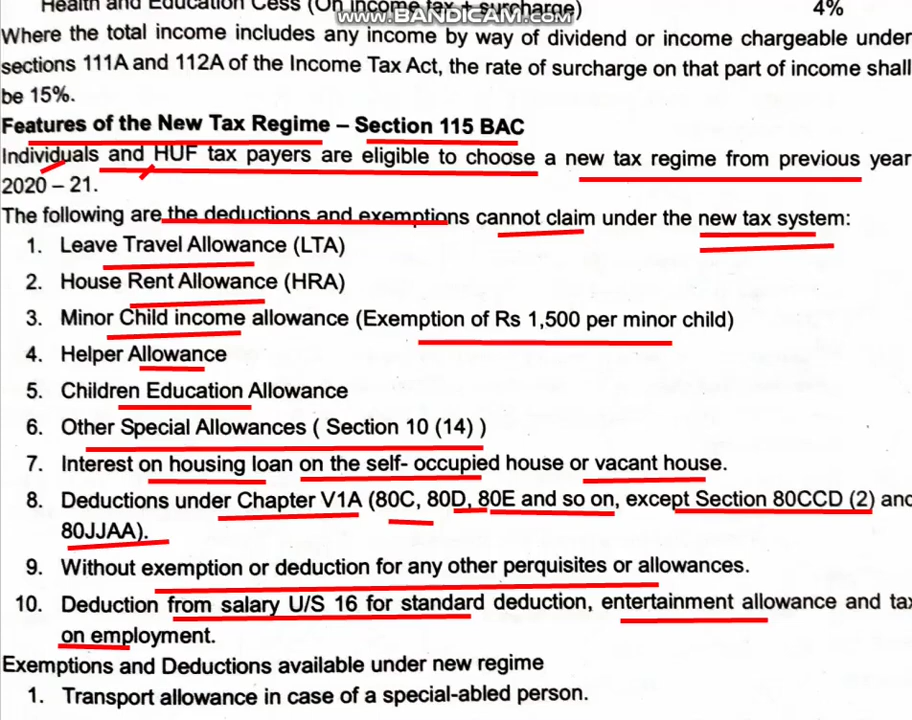 Health and Education Cess (On Income tax + surcharge) 4%
www.BANDICAM.COM
Where the total income includes any income by way of dividend or income chargeable under
sections 111A and 112A of the Income Tax Act, the rate of surcharge on that part of income shall
be 15%.
Features of the New Tax Regime – Section 115 BAC
Individuals and HUF tax payers are eligible to choose a new tax regime from previous year
2020 – 21.
The following are the deductions and exemptions cannot claim under the new tax system:
1. Leave Travel Allowance (LTA)
2. House Rent Allowance (HRA)
3. Minor Child income allowance (Exemption of Rs 1,500 per minor child)
4. Helper Allowance
5. Children Education Allowance
6. Other Special Allowances ( Section 10 (14) )
7. Interest on housing loan on the self- occupied house or vacant house.
8. Deductions under Chapter V1A (80C, 80D, 80E and so on, except Section 80CCD (2) and
80JJAA).
9. Without exemption or deduction for any other perquisites or allowances.
10. Deduction from salary U/S 16 for standard deduction, entertainment allowance and tax
on employment.
Exemptions and Deductions available under new regime
1. Transport allowance in case of a special-abled person.